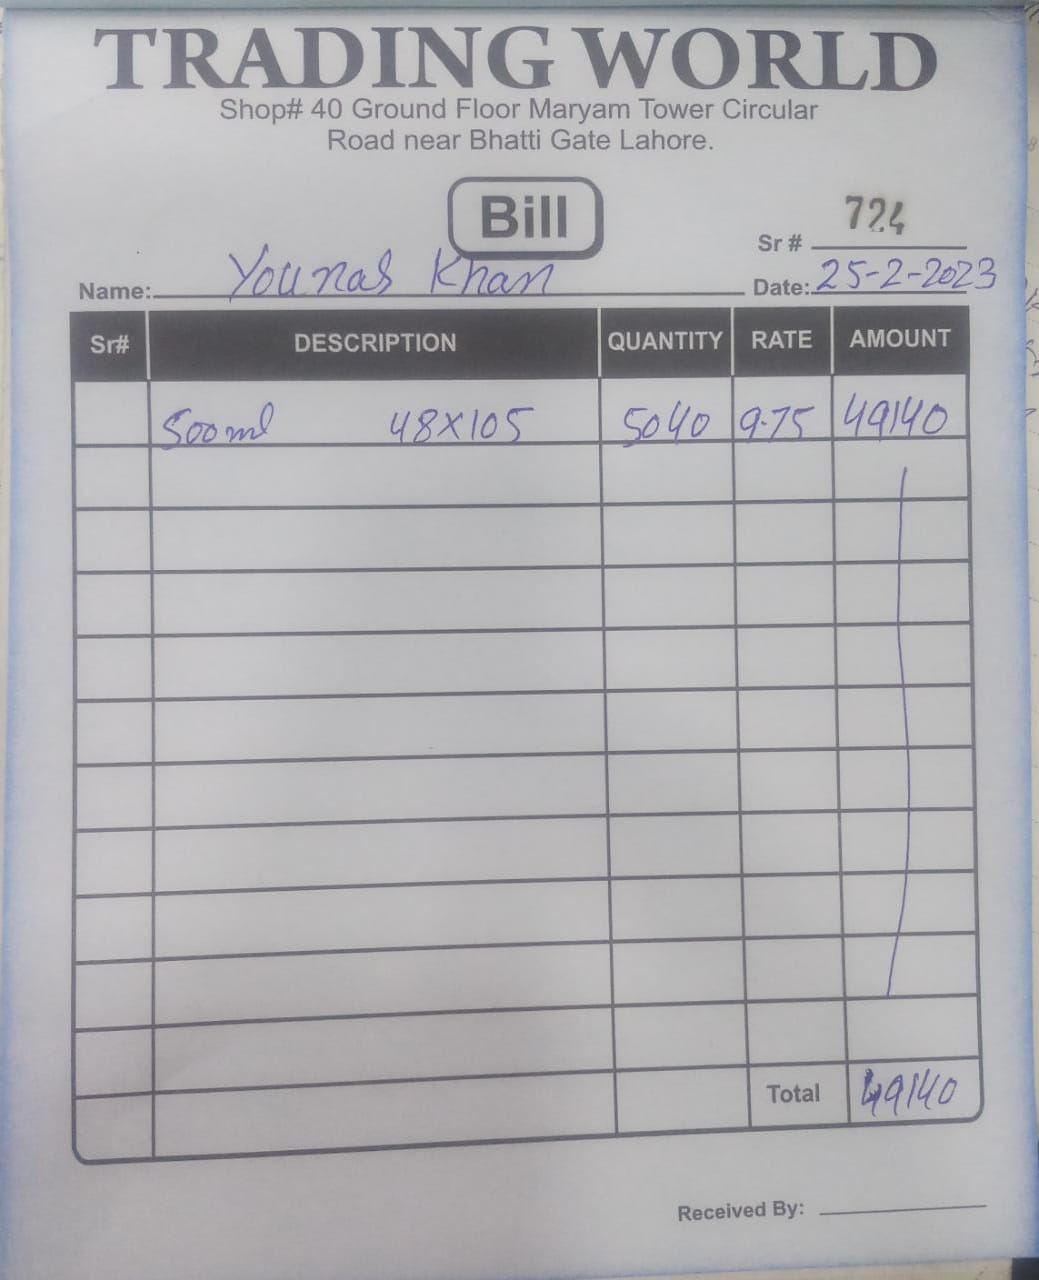 TRADING WORLD
Shop# 40 Ground Floor Maryam Tower Circular
Road near Bhatti Gate Lahore.
Bill
Sr # 724
Name: Younas Khan Date: 25-2-2023
Sr# DESCRIPTION QUANTITY RATE AMOUNT
500ml 48X105 5040 9.75 49140
Total 49140
Received By: